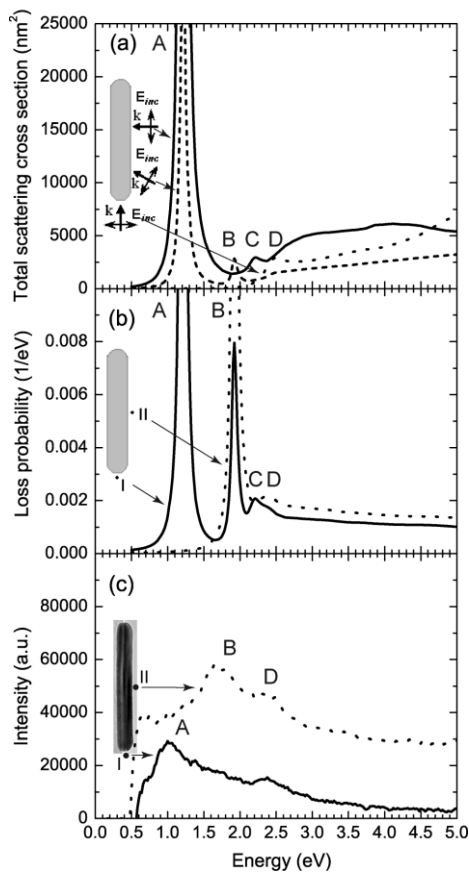 Total scattering cross section (nm²)
25000
20000
15000
10000
5000
0
(a)
A
E_inc
k
E_inc
k
k
E_inc
B
C
D
Loss probability (1/eV)
0.008
0.006
0.004
0.002
0.000
(b)
A
B
II
I
C D
Intensity (a.u.)
80000
60000
40000
20000
0
(c)
II
I
B
D
A
0.0 0.5 1.0 1.5 2.0 2.5 3.0 3.5 4.0 4.5 5.0
Energy (eV)